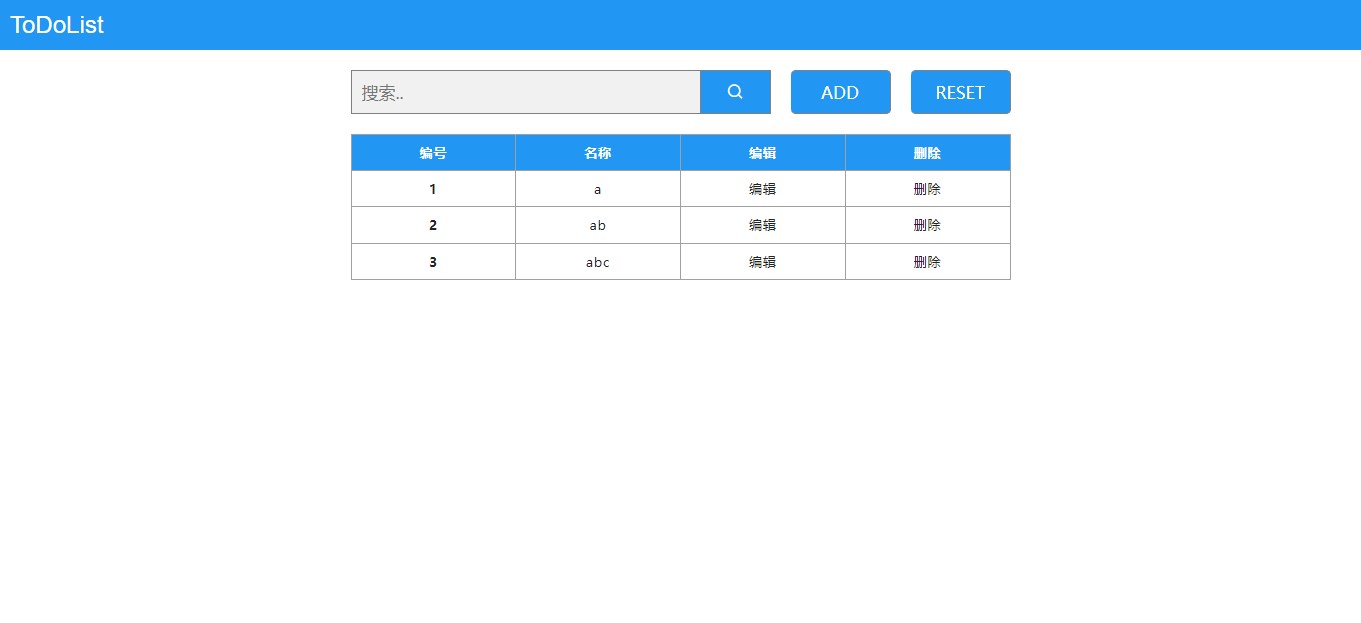 ToDoList
搜索.. ADD RESET
编号 名称 编辑 删除
1 a 编辑 删除
2 ab 编辑 删除
3 abc 编辑 删除